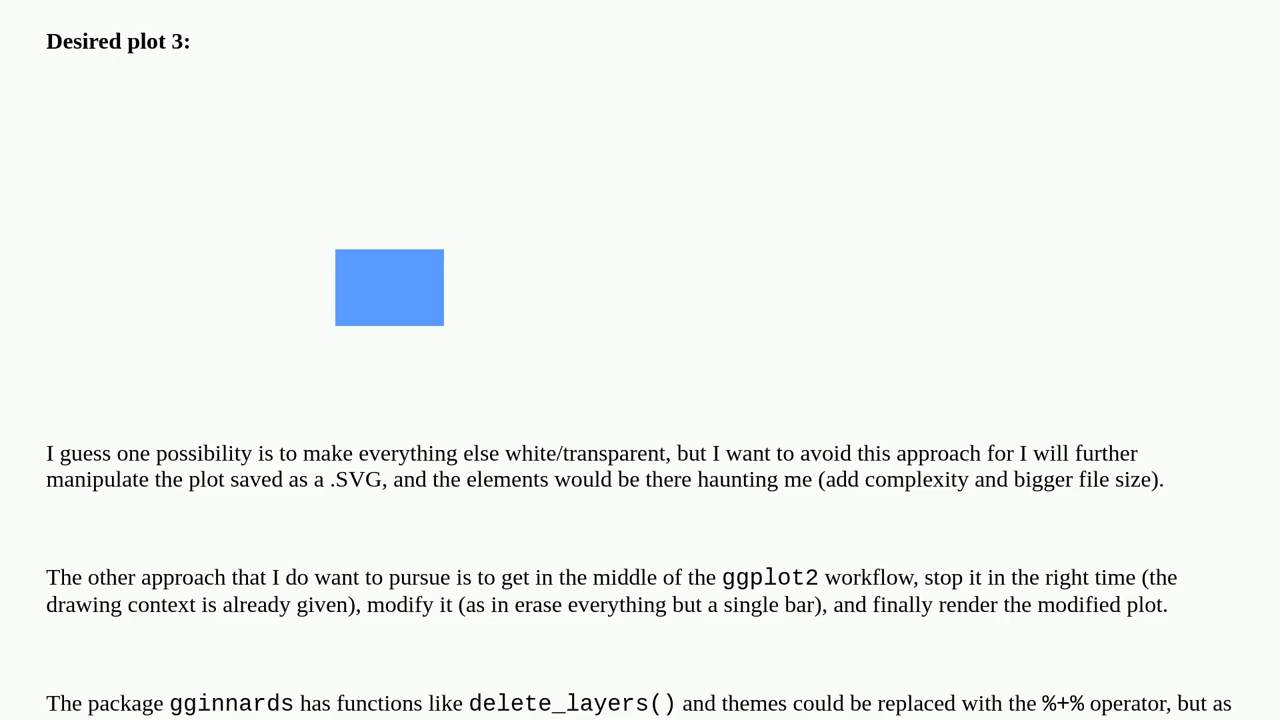 Desired plot 3:
I guess one possibility is to make everything else white/transparent, but I want to avoid this approach for I will further
manipulate the plot saved as a .SVG, and the elements would be there haunting me (add complexity and bigger file size).
The other approach that I do want to pursue is to get in the middle of the ggplot2 workflow, stop it in the right time (the
drawing context is already given), modify it (as in erase everything but a single bar), and finally render the modified plot.
The package gginnards has functions like delete_layers() and themes could be replaced with the %+% operator, but as